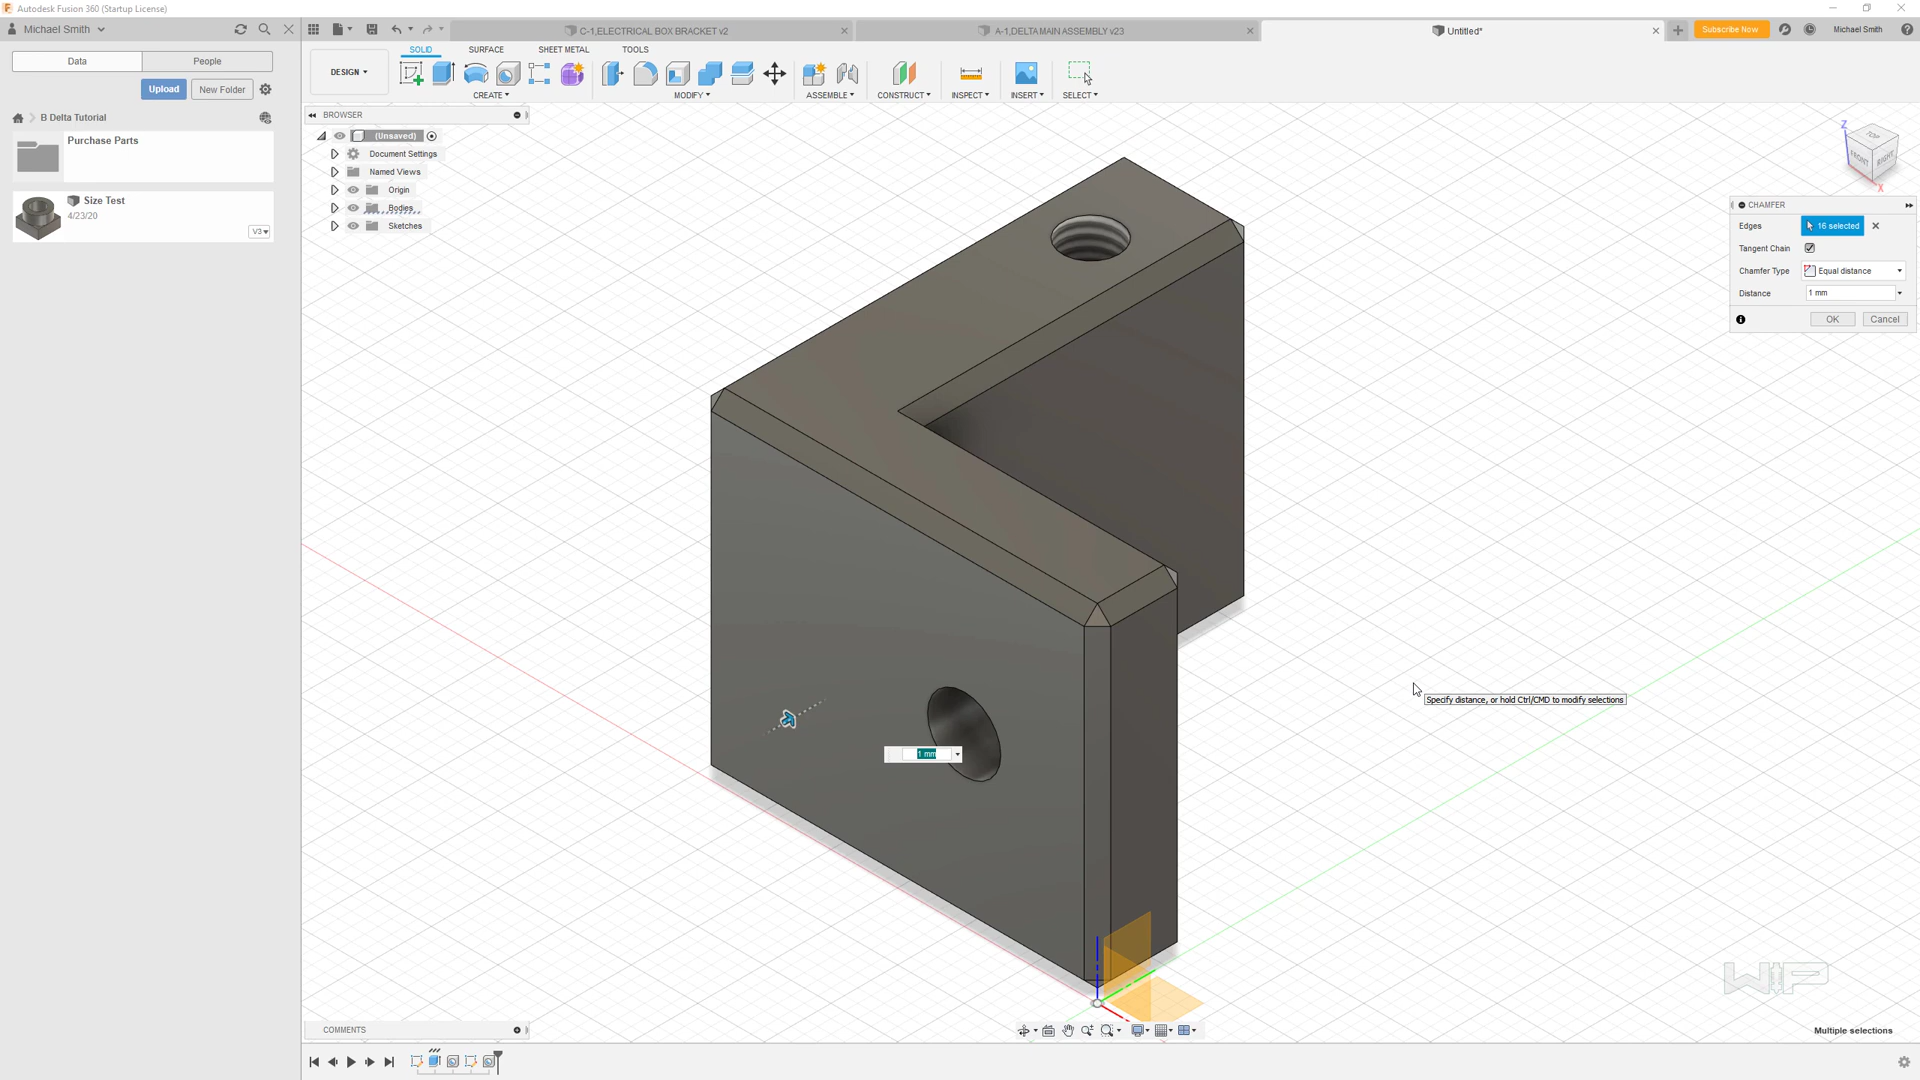 Autodesk Fusion 360 (Startup License)
Michael Smith
Data
People
Upload
New Folder
B Delta Tutorial
Purchase Parts
Size Test
4/23/20
V3
C-1,ELECTRICAL BOX BRACKET v2
A-1,DELTA MAIN ASSEMBLY v23
Untitled*
Subscribe Now
Michael Smith
SOLID
SURFACE
SHEET METAL
TOOLS
DESIGN
CREATE
MODIFY
ASSEMBLE
CONSTRUCT
INSPECT
INSERT
SELECT
BROWSER
(Unsaved)
Document Settings
Named Views
Origin
Bodies
Sketches
Z
TOP
FRONT
RIGHT
X
CHAMFER
Edges
16 selected
Tangent Chain
Chamfer Type
Equal distance
Distance
1 mm
OK
Cancel
Specify distance, or hold Ctrl/CMD to modify selections
1 mm
WIP
COMMENTS
Multiple selections